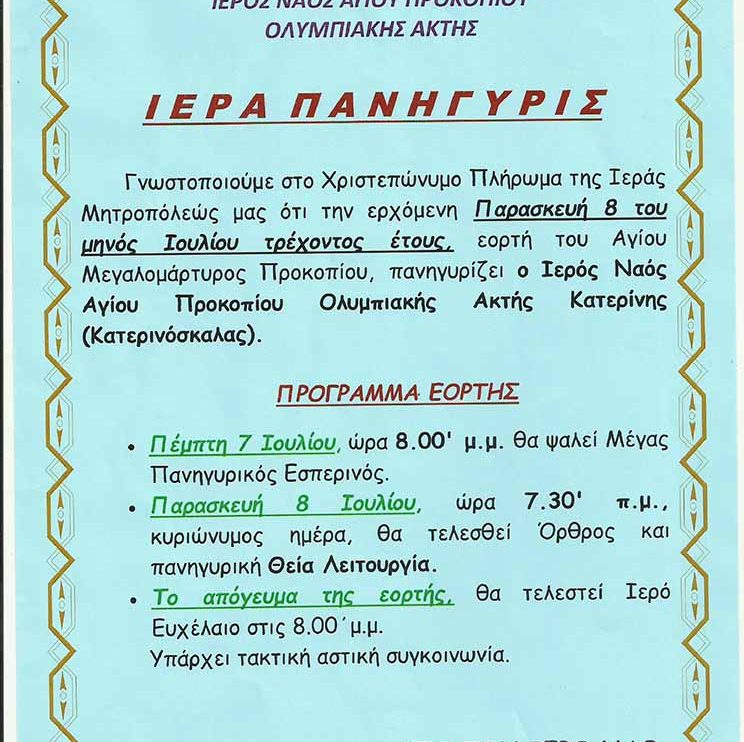 ΙΕΡΟΣ ΝΑΟΣ ΑΓΙΟΥ ΠΡΟΚΟΠΙΟΥ
ΟΛΥΜΠΙΑΚΗΣ ΑΚΤΗΣ
ΙΕΡΑ ΠΑΝΗΓΥΡΙΣ
Γνωστοποιούμε στο Χριστεπώνυμο Πλήρωμα της Ιεράς
Μητροπόλεώς μας ότι την ερχόμενη Παρασκευή 8 του
μηνός Ιουλίου τρέχοντος έτους, εορτή του Αγίου
Μεγαλομάρτυρος Προκοπίου, πανηγυρίζει ο Ιερός Ναός
Αγίου Προκοπίου Ολυμπιακής Ακτής Κατερίνης
(Κατερινόσκαλας).
ΠΡΟΓΡΑΜΜΑ ΕΟΡΤΗΣ
• Πέμπτη 7 Ιουλίου, ώρα 8.00' μ.μ. θα ψαλεί Μέγας
Πανηγυρικός Εσπερινός.
• Παρασκευή 8 Ιουλίου, ώρα 7.30' π.μ.,
κυριώνυμος ημέρα, θα τελεσθεί Όρθρος και
πανηγυρική Θεία Λειτουργία.
• Το απόγευμα της εορτής, θα τελεστεί Ιερό
Ευχέλαιο στις 8.00΄μ.μ.
Υπάρχει τακτική αστική συγκοινωνία.